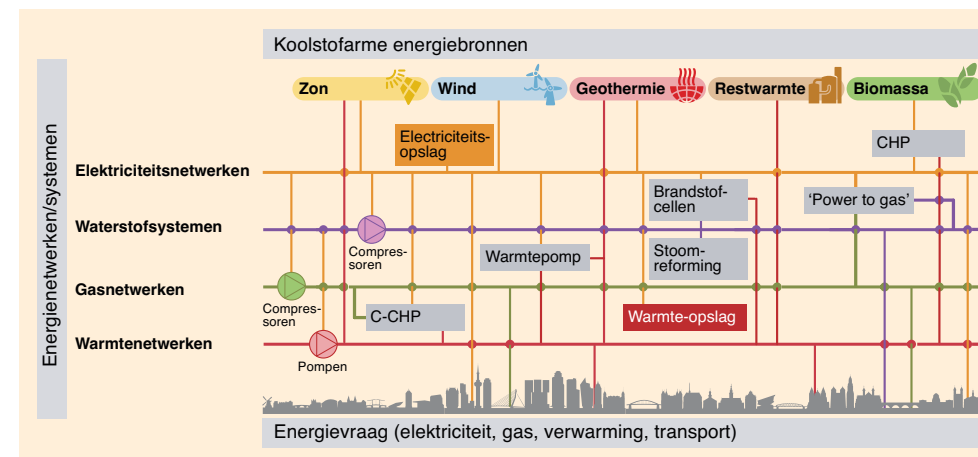 Koolstofarme energiebronnen
Zon
Wind
Geothermie
Restwarmte
Biomassa
Energienetwerken/systemen
Electriciteits-
opslag
CHP
Elektriciteitsnetwerken
Brandstof-
cellen
'Power to gas'
Waterstofsystemen
Compres-
soren
Warmtepomp
Stoom-
reforming
Gasnetwerken
Compres-
soren
C-CHP
Warmte-opslag
Warmtenetwerken
Pompen
Energievraag (elektriciteit, gas, verwarming, transport)